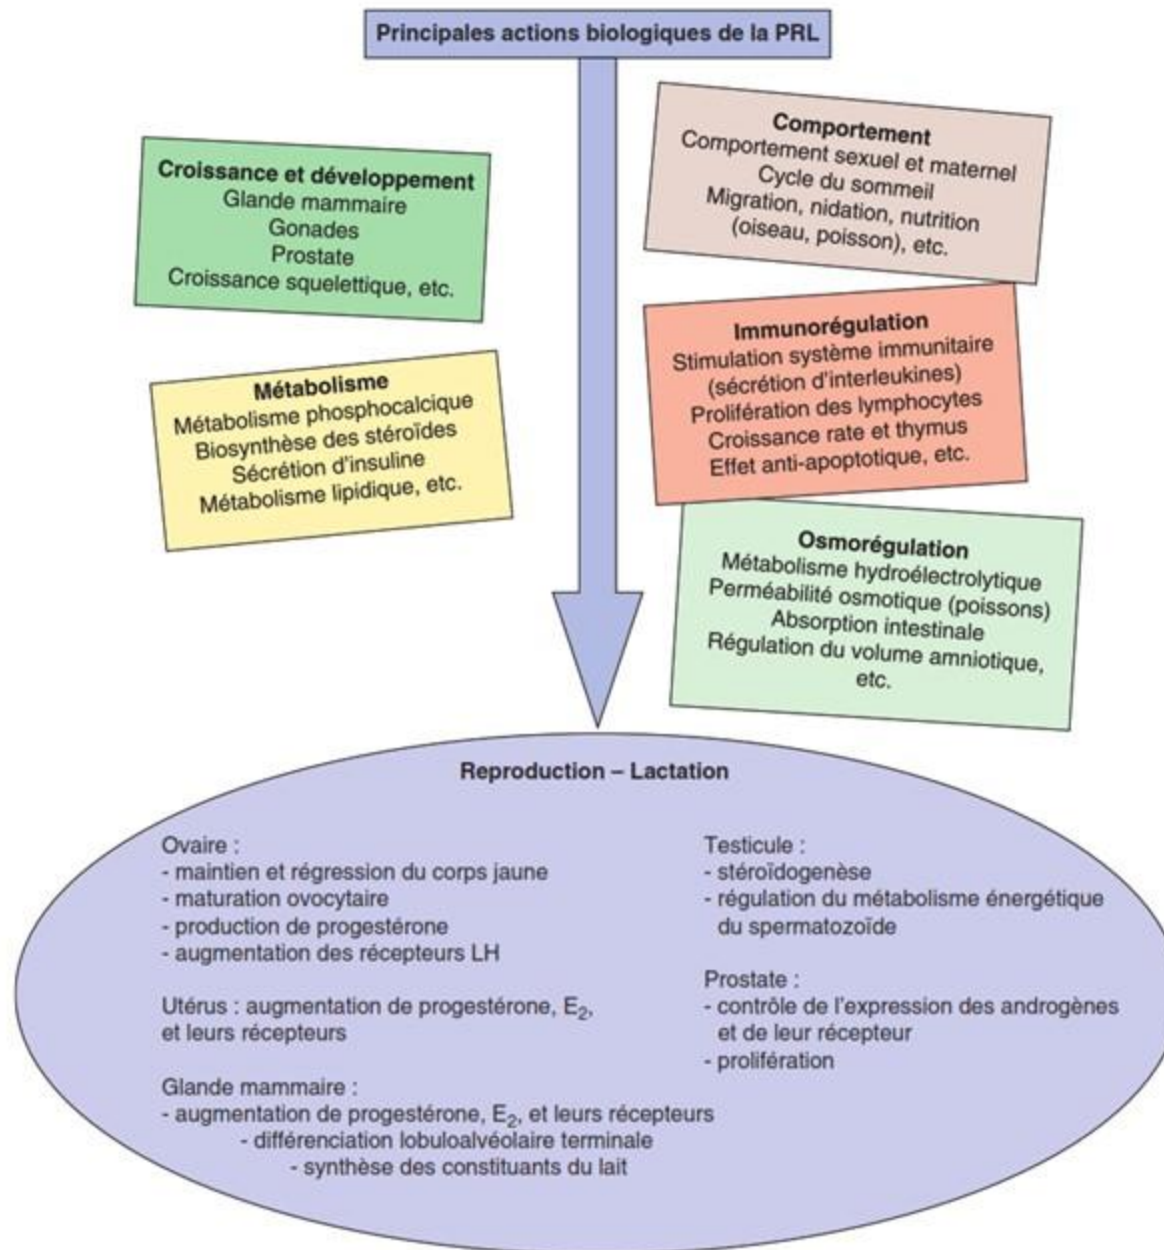 Principales actions biologiques de la PRL
Croissance et développement
Glande mammaire
Gonades
Prostate
Croissance squelettique, etc.
Métabolisme
Métabolisme phosphocalcique
Biosynthèse des stéroïdes
Sécrétion d'insuline
Métabolisme lipidique, etc.
Comportement
Comportement sexuel et maternel
Cycle du sommeil
Migration, nidation, nutrition
(oiseau, poisson), etc.
Immunorégulation
Stimulation système immunitaire
(sécrétion d'interleukines)
Prolifération des lymphocytes
Croissance rate et thymus
Effet anti-apoptotique, etc.
Osmorégulation
Métabolisme hydroélectrolytique
Perméabilité osmotique (poissons)
Absorption intestinale
Régulation du volume amniotique,
etc.
Reproduction – Lactation
Ovaire :
- maintien et régression du corps jaune
- maturation ovocytaire
- production de progestérone
- augmentation des récepteurs LH
Utérus : augmentation de progestérone, E₂,
et leurs récepteurs
Glande mammaire :
- augmentation de progestérone, E₂, et leurs récepteurs
- différenciation lobuloalvéolaire terminale
- synthèse des constituants du lait
Testicule :
- stéroïdogenèse
- régulation du métabolisme énergétique
du spermatozoïde
Prostate :
- contrôle de l'expression des androgènes
et de leur récepteur
- prolifération